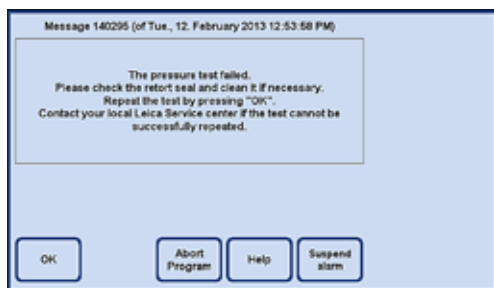 Message 140295 (of Tue., 12. February 2013 12:53:58 PM)
The pressure test failed.
Please check the retort seal and clean it if necessary.
Repeat the test by pressing "OK".
Contact your local Leica Service center if the test cannot be
successfully repeated.
OK
Abort
Program
Help
Suspend
alarm